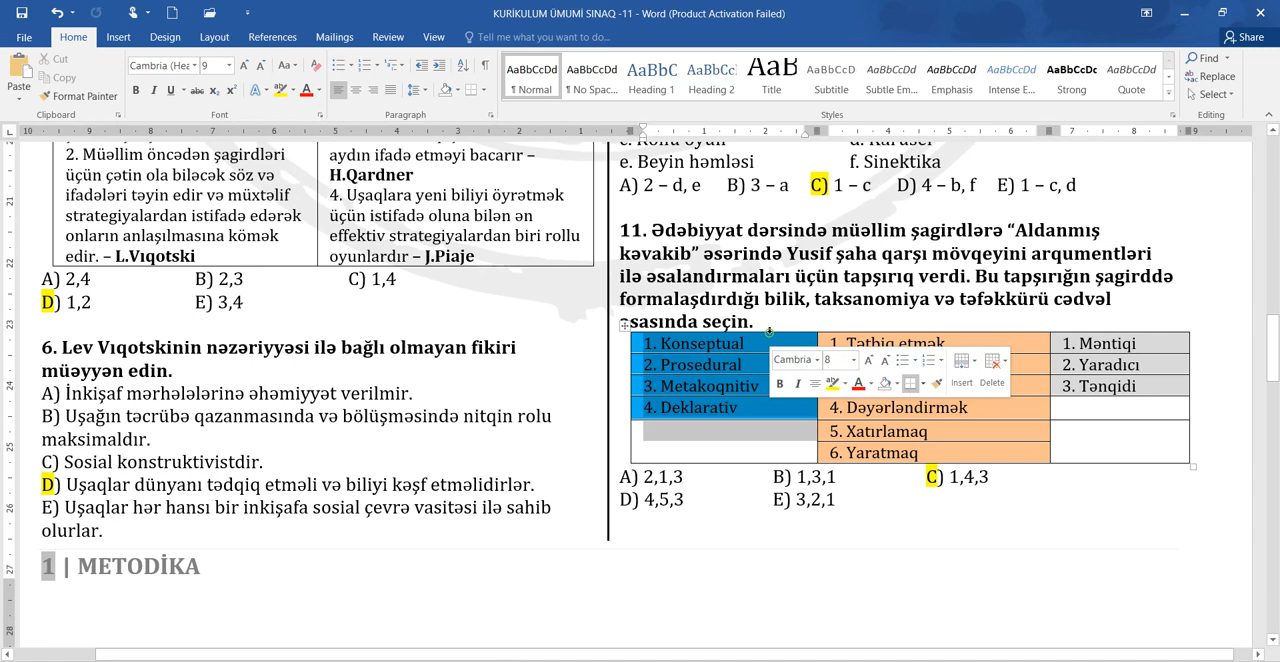 KURİKULUM ÜMUMİ SINAQ -11 - Word (Product Activation Failed)
File Home Insert Design Layout References Mailings Review View Tell me what you want to do... Share
Paste
Cut
Copy
Format Painter
Clipboard
Cambria (Hea 9
Font
Paragraph
AaBbCcDd AaBbCcDd AaBbC AaBbCc AaB AaBbCcD AaBbCcDd AaBbCcDd AaBbCcDd AaBbCcDc AaBbCcDd
¶ Normal ¶ No Spac... Heading 1 Heading 2 Title Subtitle Subtle Em... Emphasis Intense E... Strong Quote
Styles
Find
Replace
Select
Editing
2. Müəllim öncədən şagirdləri
üçün çətin ola biləcək söz və
ifadələri təyin edir və müxtəlif
strategiyalardan istifadə edərək
onların anlaşılmasına kömək
edir. – L.Vıqotski
aydın ifadə etməyi bacarır –
H.Qardner
4. Uşaqlara yeni biliyi öyrətmək
üçün istifadə oluna bilən ən
effektiv strategiyalardan biri rollu
oyunlardır – J.Piaje
A) 2,4 B) 2,3 C) 1,4
D) 1,2 E) 3,4
6. Lev Vıqotskinin nəzəriyyəsi ilə bağlı olmayan fikiri
müəyyən edin.
A) İnkişaf mərhələlərinə əhəmiyyət verilmir.
B) Uşağın təcrübə qazanmasında və bölüşməsində nitqin rolu
maksimaldır.
C) Sosial konstruktivistdir.
D) Uşaqlar dünyanı tədqiq etməli və biliyi kəşf etməlidirlər.
E) Uşaqlar hər hansı bir inkişafa sosial çevrə vasitəsi ilə sahib
olurlar.
1 | METODİKA
e. Beyin həmləsi f. Sinektika
A) 2 – d, e B) 3 – a C) 1 – c D) 4 – b, f E) 1 – c, d
11. Ədəbiyyat dərsində müəllim şagirdlərə “Aldanmış
kəvakib” əsərində Yusif şaha qarşı mövqeyini arqumentləri
ilə əsalandırmaları üçün tapşırıq verdi. Bu tapşırığın şagirddə
formalaşdırdığı bilik, taksanomiya və təfəkkürü cədvəl
əsasında seçin.
1. Konseptual 1. Tətbiq etmək 1. Məntiqi
2. Prosedural 2. Yaradıcı
3. Metakoqnitiv 3. Tənqidi
4. Deklarativ 4. Dəyərləndirmək
5. Xatırlamaq
6. Yaratmaq
Cambria 8
Insert Delete
A) 2,1,3 B) 1,3,1 C) 1,4,3
D) 4,5,3 E) 3,2,1